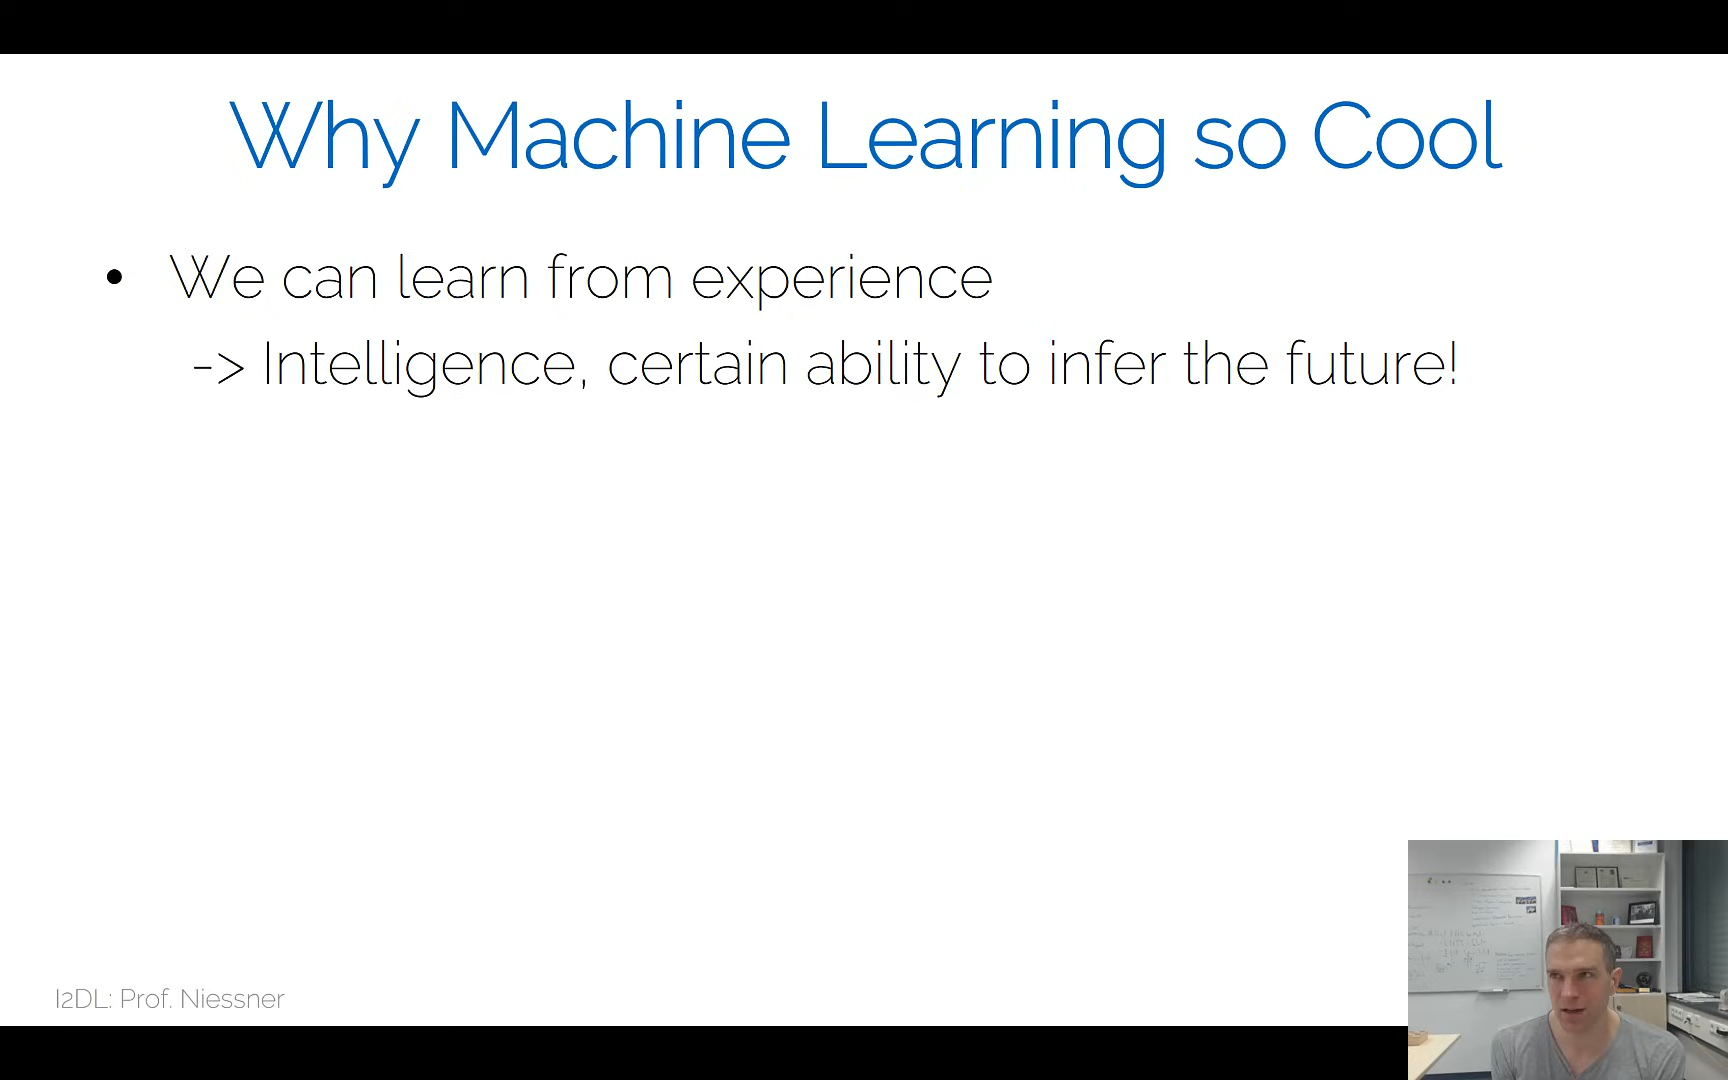 Why Machine Learning so Cool
• We can learn from experience
-> Intelligence, certain ability to infer the future!
I2DL: Prof. Niessner